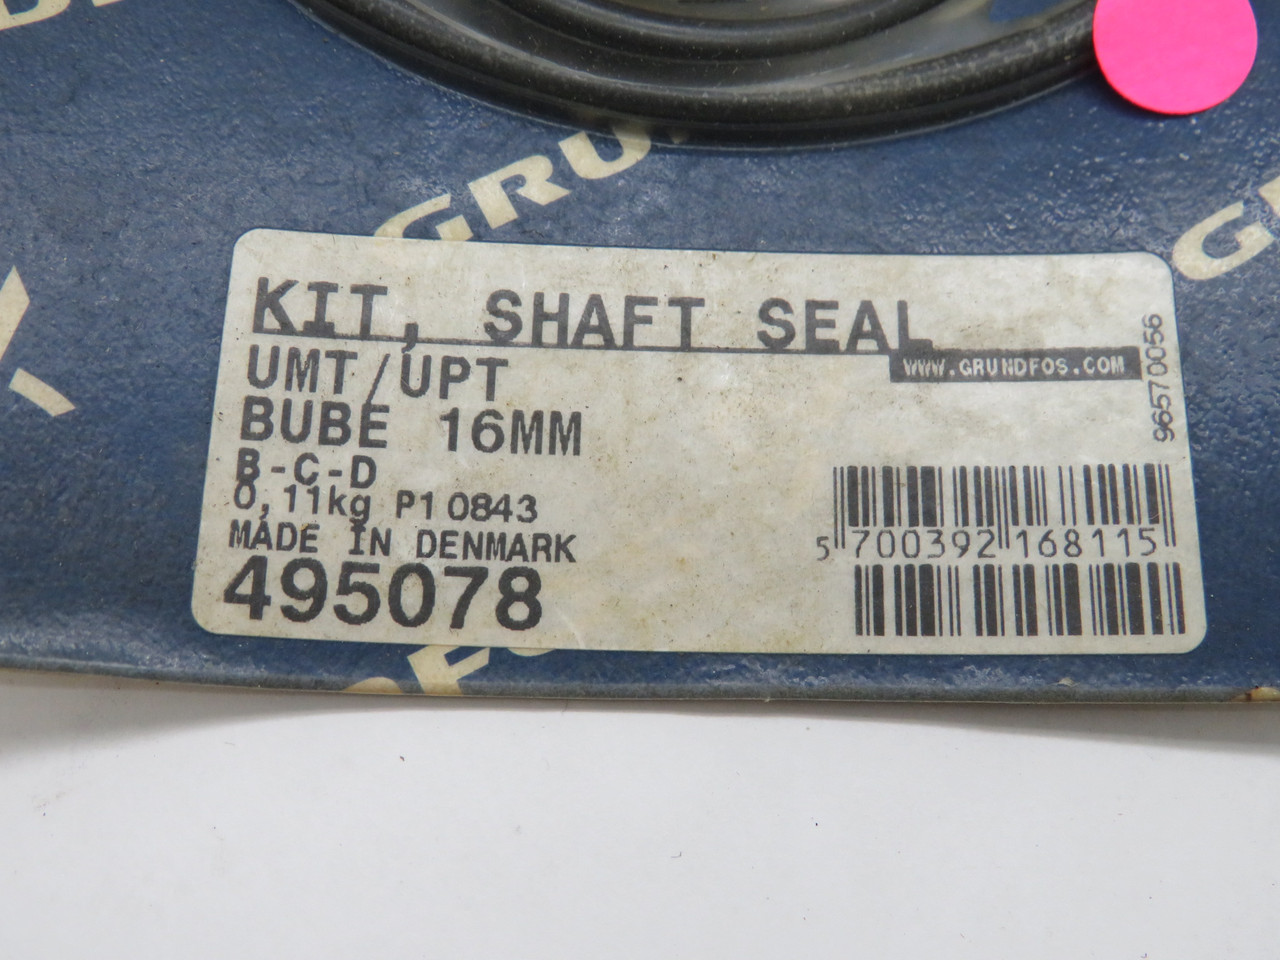 GRU
G
KIT, SHAFT SEAL
WWW.GRUNDFOS.COM
UMT/UPT
BUBE 16MM
B-C-D
0,11kg P1 0843
MADE IN DENMARK
495078
96570056
5 700392 168115